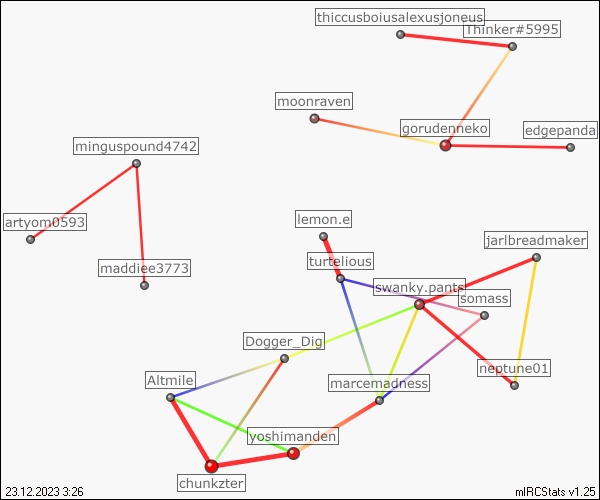 thiccusboiusalexusjoneus
Thinker#5995
moonraven
gorudenneko
edgepanda
minguspound4742
artyom0593
lemon.e
jarlbreadmaker
maddiee3773
turtelious
swanky.pants
somass
Dogger_Dig
neptune01
Altmile
marcemadness
yoshimanden
chunkzter
23.12.2023 3:26
mIRCStats v1.25